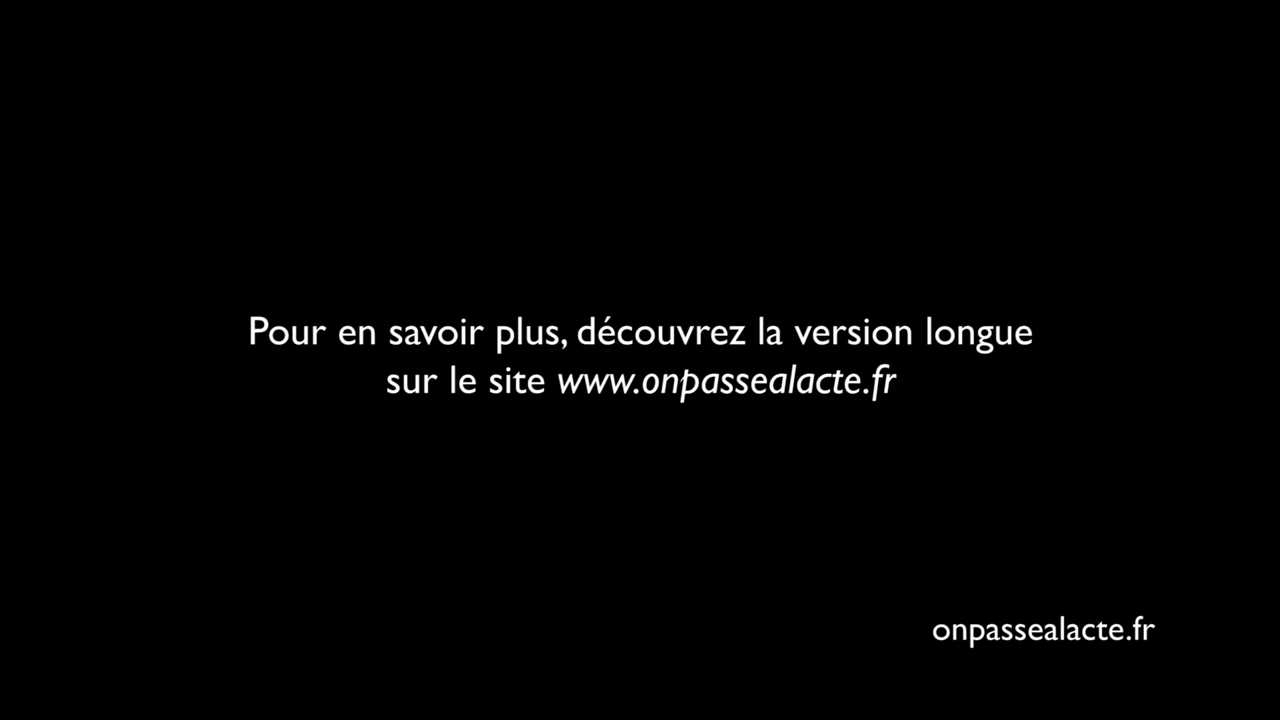 Pour en savoir plus, découvrez la version longue
sur le site www.onpassealacte.fr
onpassealacte.fr